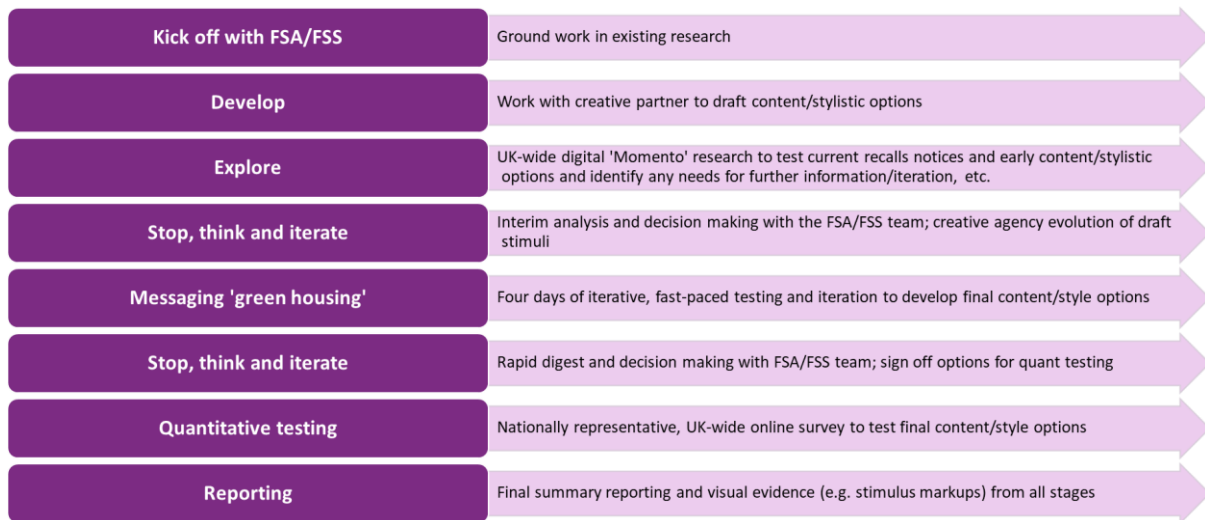 Kick off with FSA/FSS
Ground work in existing research
Develop
Work with creative partner to draft content/stylistic options
Explore
UK-wide digital 'Momento' research to test current recalls notices and early content/stylistic
options and identify any needs for further information/iteration, etc.
Stop, think and iterate
Interim analysis and decision making with the FSA/FSS team; creative agency evolution of draft
stimuli
Messaging 'green housing'
Four days of iterative, fast-paced testing and iteration to develop final content/style options
Stop, think and iterate
Rapid digest and decision making with FSA/FSS team; sign off options for quant testing
Quantitative testing
Nationally representative, UK-wide online survey to test final content/style options
Reporting
Final summary reporting and visual evidence (e.g. stimulus markups) from all stages